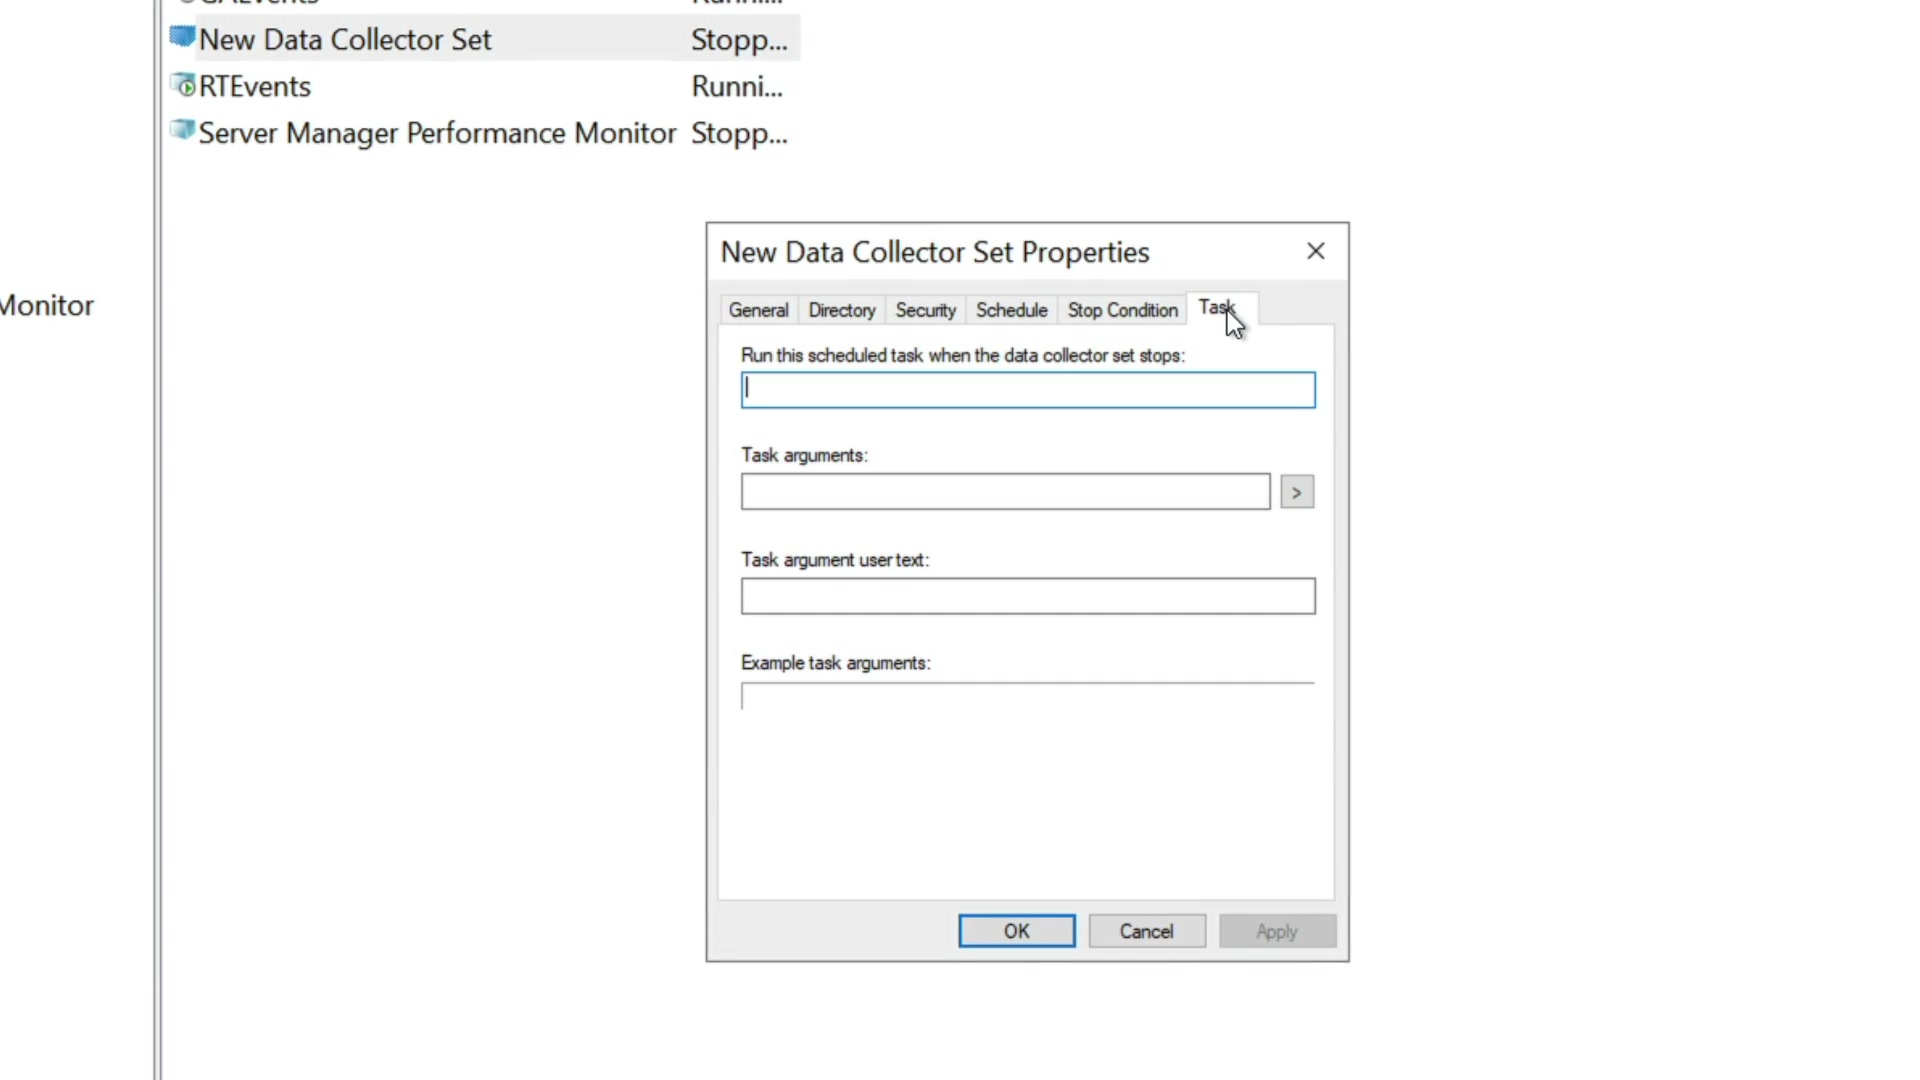 New Data Collector Set Stopp...
RTEvents Runni...
Server Manager Performance Monitor Stopp...
Monitor
New Data Collector Set Properties
General Directory Security Schedule Stop Condition Task
Run this scheduled task when the data collector set stops:
Task arguments:
>
Task argument user text:
Example task arguments:
OK Cancel Apply